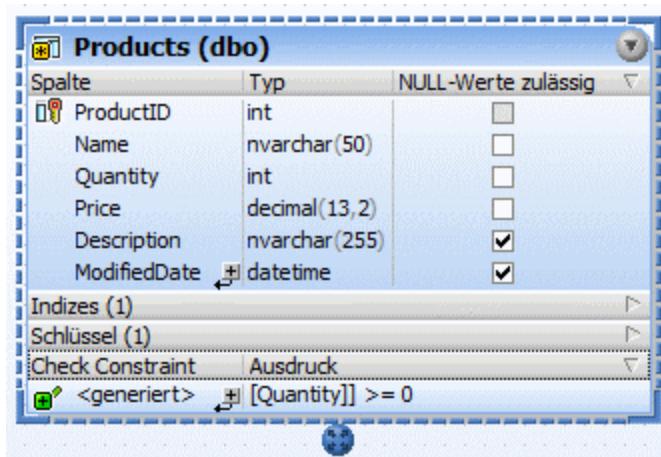 Products (dbo)
Spalte Typ NULL-Werte zulässig
ProductID int
Name nvarchar(50)
Quantity int
Price decimal(13,2)
Description nvarchar(255)
ModifiedDate datetime
Indizes (1)
Schlüssel (1)
Check Constraint Ausdruck
<generiert> [Quantity]] >= 0